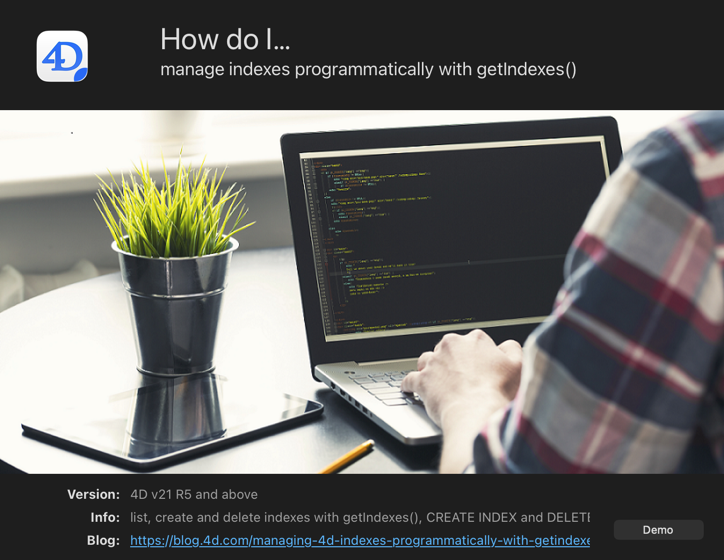 4D
How do I...
manage indexes programmatically with getIndexes()
Version: 4D v21 R5 and above
Info: list, create and delete indexes with getIndexes(), CREATE INDEX and DELETE
Demo
Blog: https://blog.4d.com/managing-4d-indexes-programmatically-with-getindexe